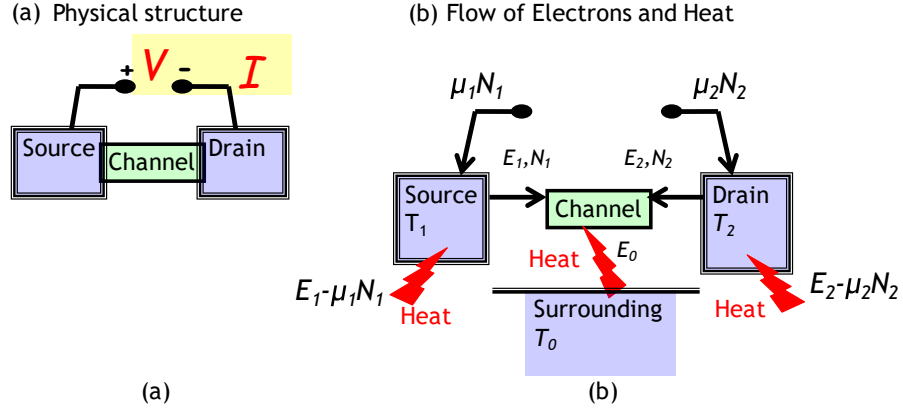 (a) Physical structure
+ V - I
Source
Channel
Drain
(a)
(b) Flow of Electrons and Heat
μ₁N₁
μ₂N₂
E₁,N₁
E₂,N₂
Source
T₁
Channel
Drain
T₂
Heat
E₀
E₁-μ₁N₁
Heat
Heat
E₂-μ₂N₂
Surrounding
T₀
(b)